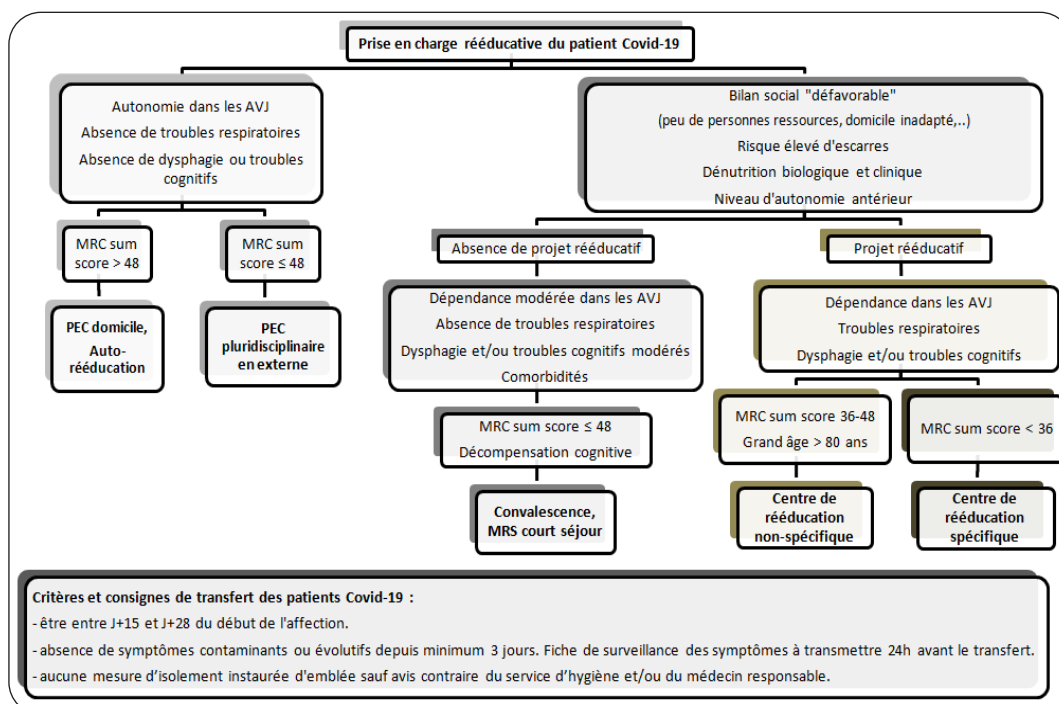 Prise en charge rééducative du patient Covid-19
Autonomie dans les AVJ
Absence de troubles respiratoires
Absence de dysphagie ou troubles
cognitifs
Bilan social "défavorable"
(peu de personnes ressources, domicile inadapté,..)
Risque élevé d'escarres
Dénutrition biologique et clinique
Niveau d'autonomie antérieur
MRC sum
score > 48
MRC sum
score ≤ 48
Absence de projet rééducatif
Projet rééducatif
PEC domicile,
Auto-
rééducation
PEC
pluridisciplinaire
en externe
Dépendance modérée dans les AVJ
Absence de troubles respiratoires
Dysphagie et/ou troubles cognitifs modérés
Comorbidités
Dépendance dans les AVJ
Troubles respiratoires
Dysphagie et/ou troubles cognitifs
MRC sum score ≤ 48
Décompensation cognitive
MRC sum score 36-48
Grand âge > 80 ans
MRC sum score < 36
Convalescence,
MRS court séjour
Centre de
rééducation
non-spécifique
Centre de
rééducation
spécifique
Critères et consignes de transfert des patients Covid-19 :
- être entre J+15 et J+28 du début de l'affection.
- absence de symptômes contaminants ou évolutifs depuis minimum 3 jours. Fiche de surveillance des symptômes à transmettre 24h avant le transfert.
- aucune mesure d'isolement instaurée d'emblée sauf avis contraire du service d'hygiène et/ou du médecin responsable.